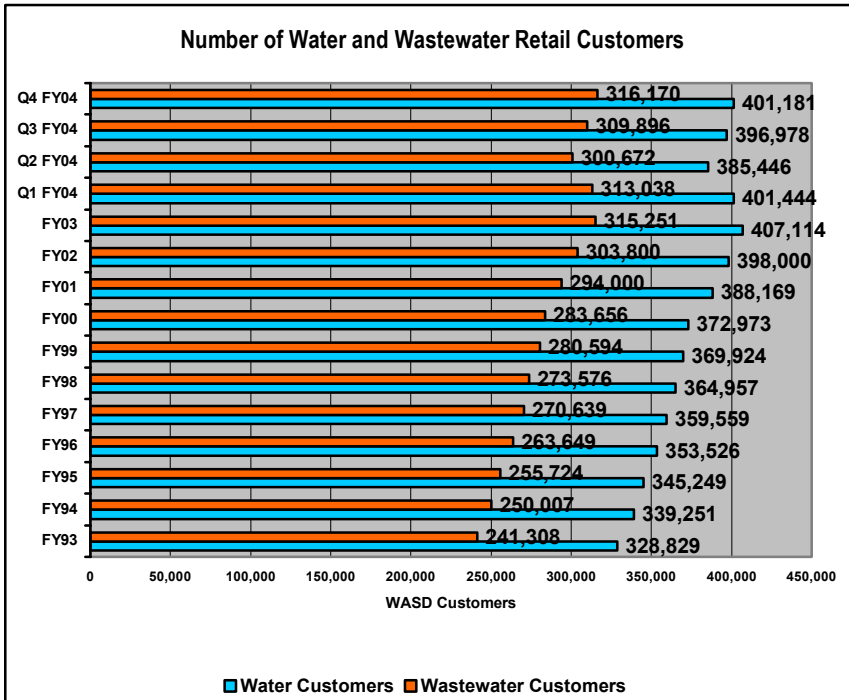 Number of Water and Wastewater Retail Customers
Q4 FY04 316,170 401,181
Q3 FY04 309,896 396,978
Q2 FY04 300,672 385,446
Q1 FY04 313,038 401,444
FY03 315,251 407,114
FY02 303,800 398,000
FY01 294,000 388,169
FY00 283,656 372,973
FY99 280,594 369,924
FY98 273,576 364,957
FY97 270,639 359,559
FY96 263,649 353,526
FY95 255,724 345,249
FY94 250,007 339,251
FY93 241,308 328,829
0 50,000 100,000 150,000 200,000 250,000 300,000 350,000 400,000 450,000
WASD Customers
Water Customers Wastewater Customers